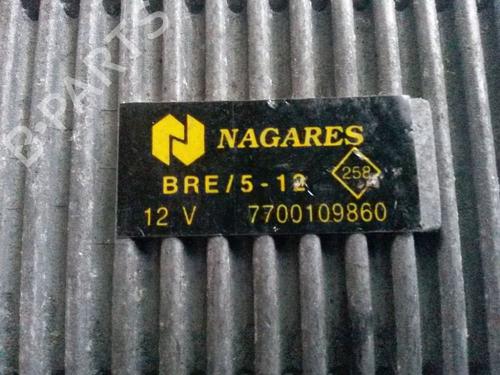 B-PARTS
NAGARES
BRE/5-12
258
12 V 7700109860